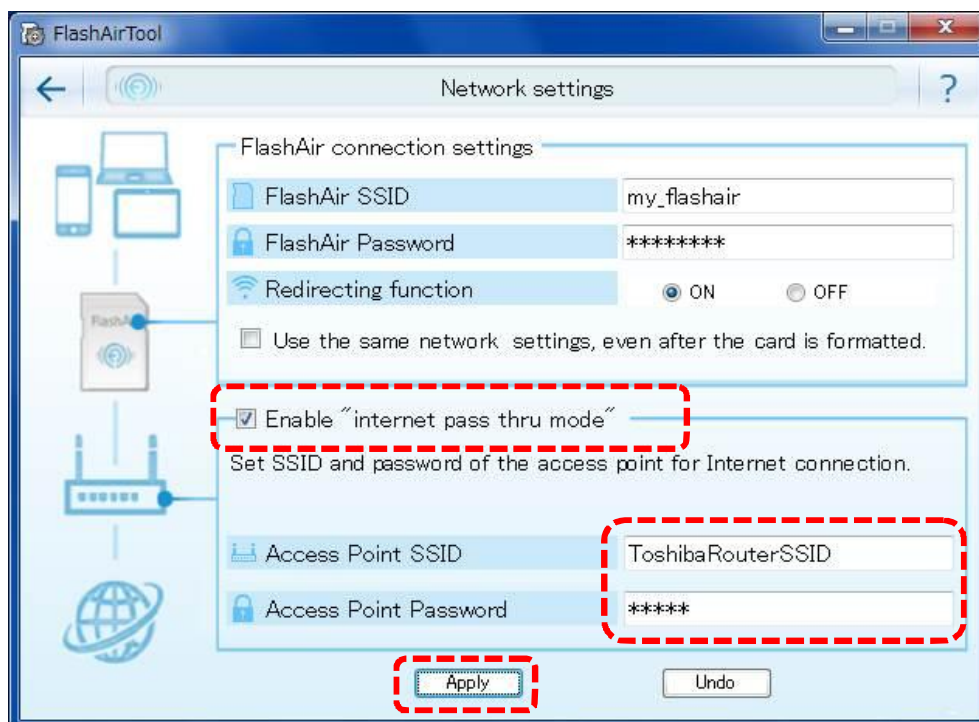 FlashAirTool
Network settings
?
FlashAir connection settings
FlashAir SSID my_flashair
FlashAir Password ********
Redirecting function ON OFF
FlashA
Use the same network settings, even after the card is formatted.
Enable "internet pass thru mode"
Set SSID and password of the access point for Internet connection.
Access Point SSID ToshibaRouterSSID
Access Point Password *****
Apply Undo